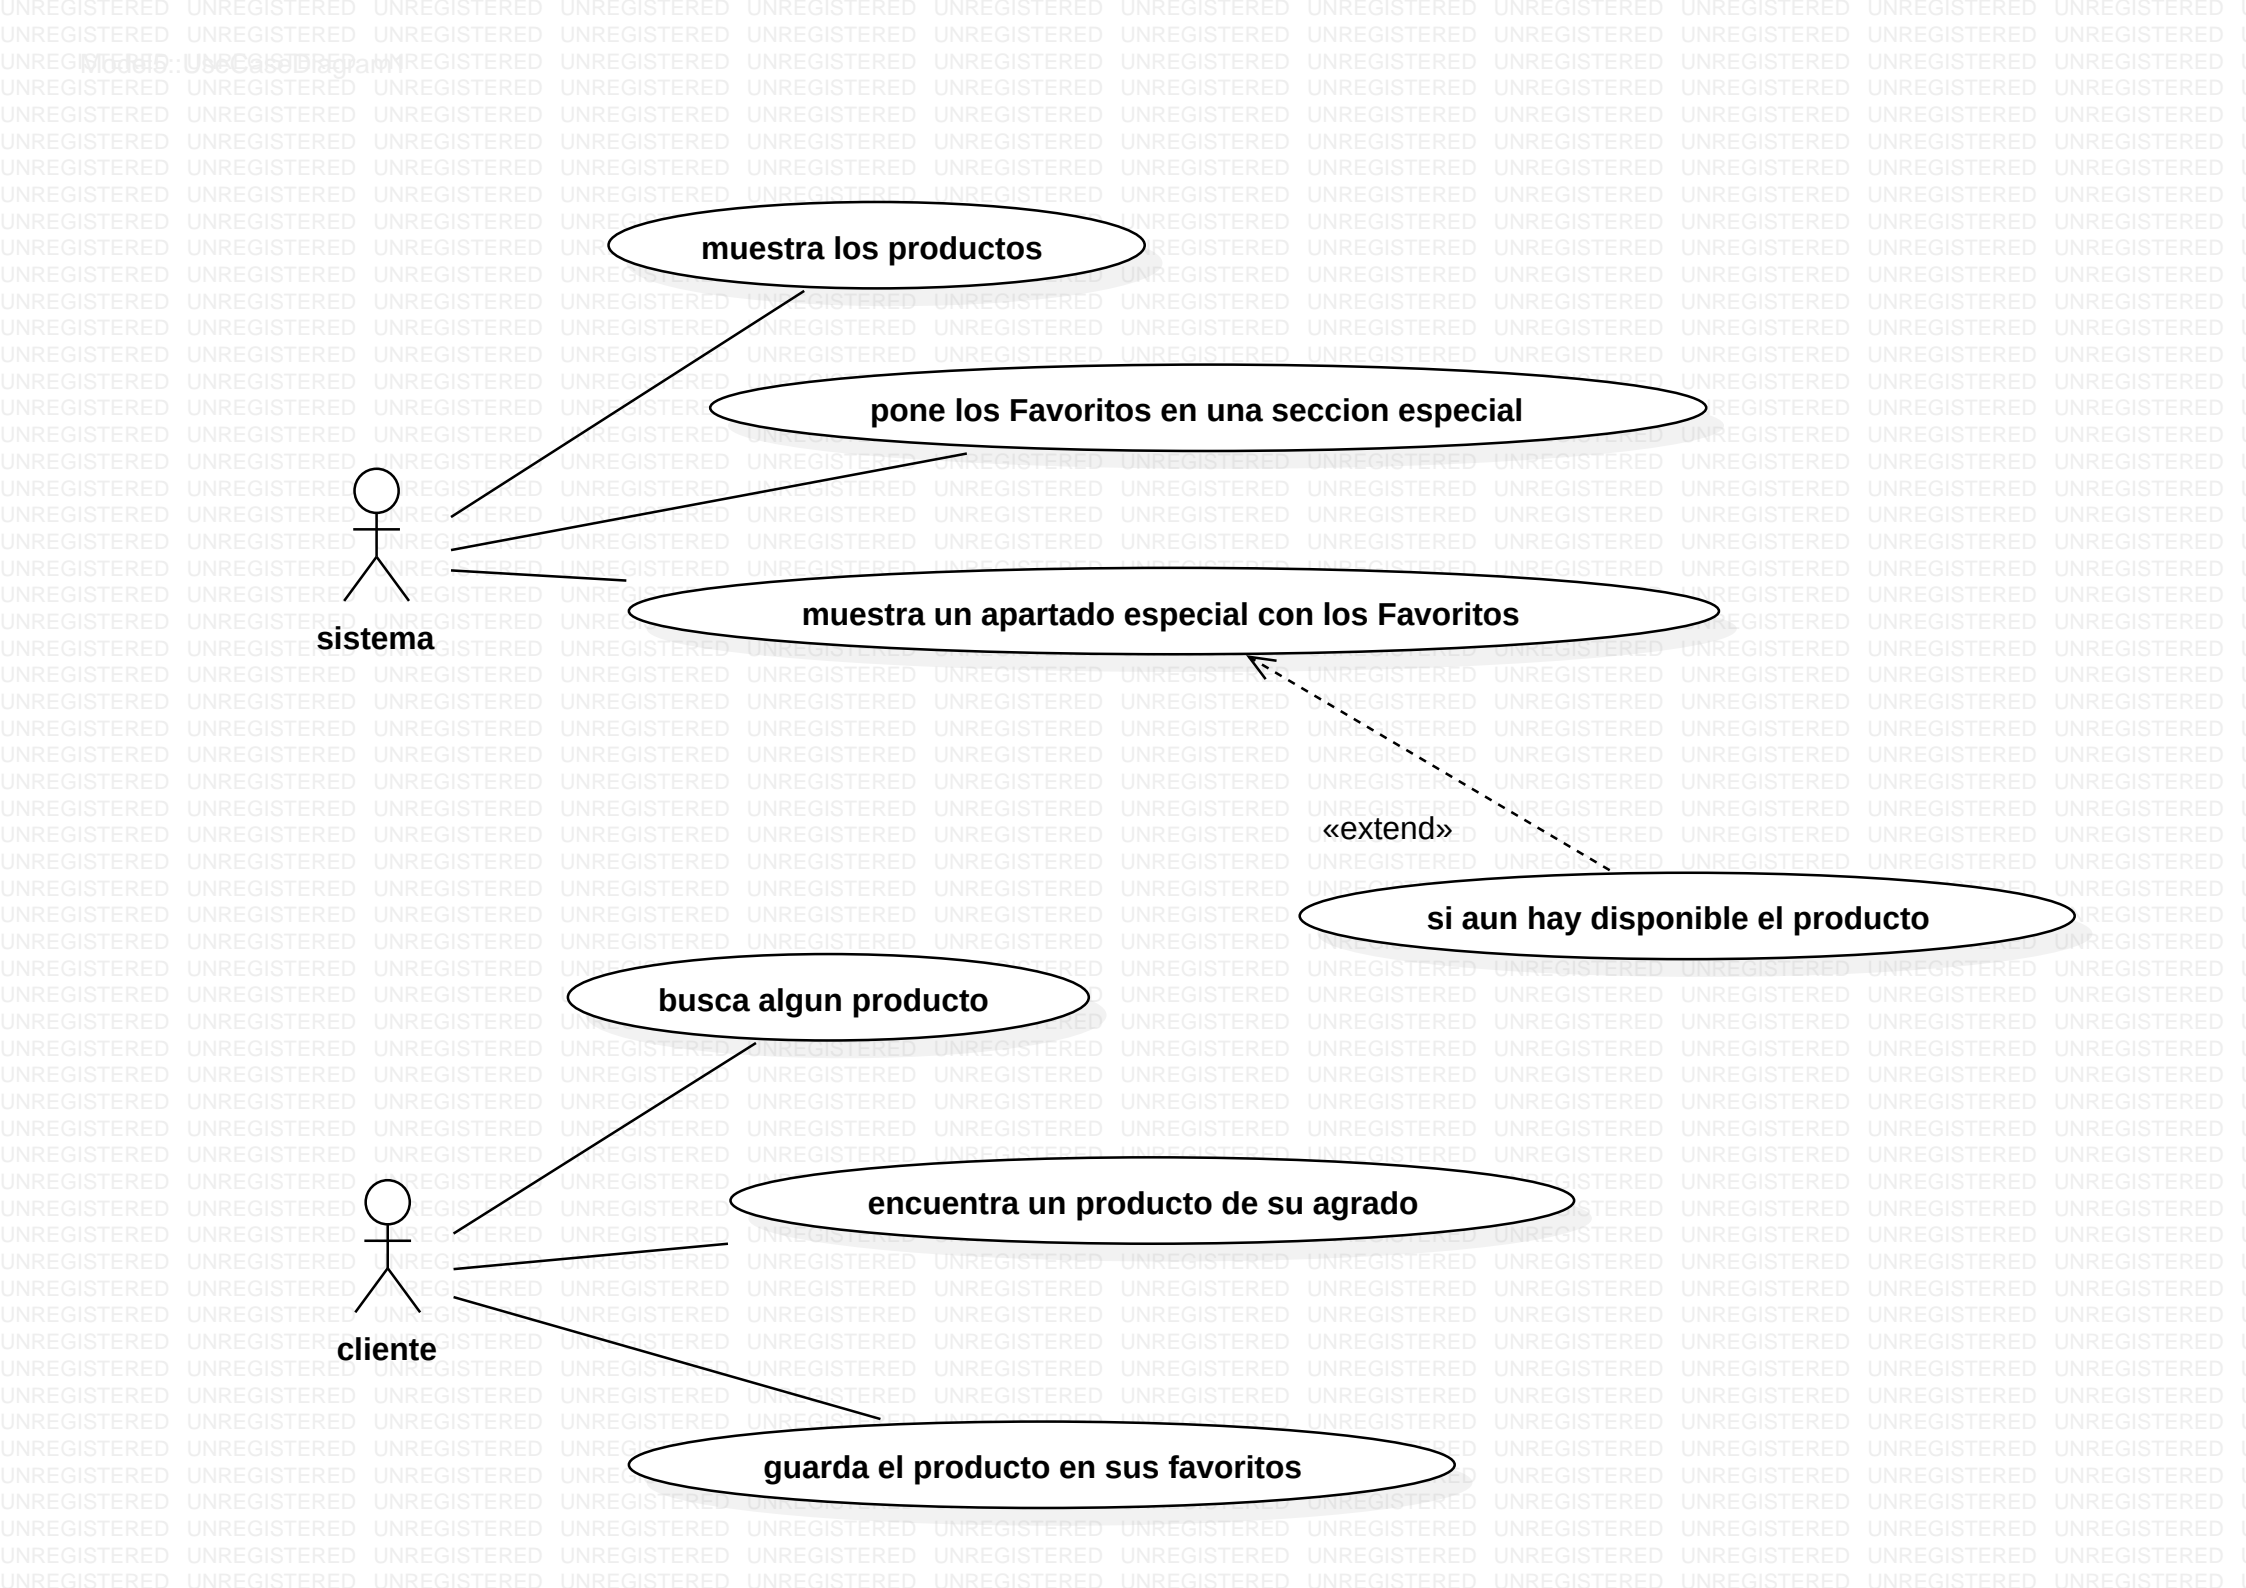 Models::UseCaseDiagram1
muestra los productos
pone los Favoritos en una seccion especial
muestra un apartado especial con los Favoritos
sistema
«extend»
si aun hay disponible el producto
busca algun producto
encuentra un producto de su agrado
cliente
guarda el producto en sus favoritos
UNREGISTERED